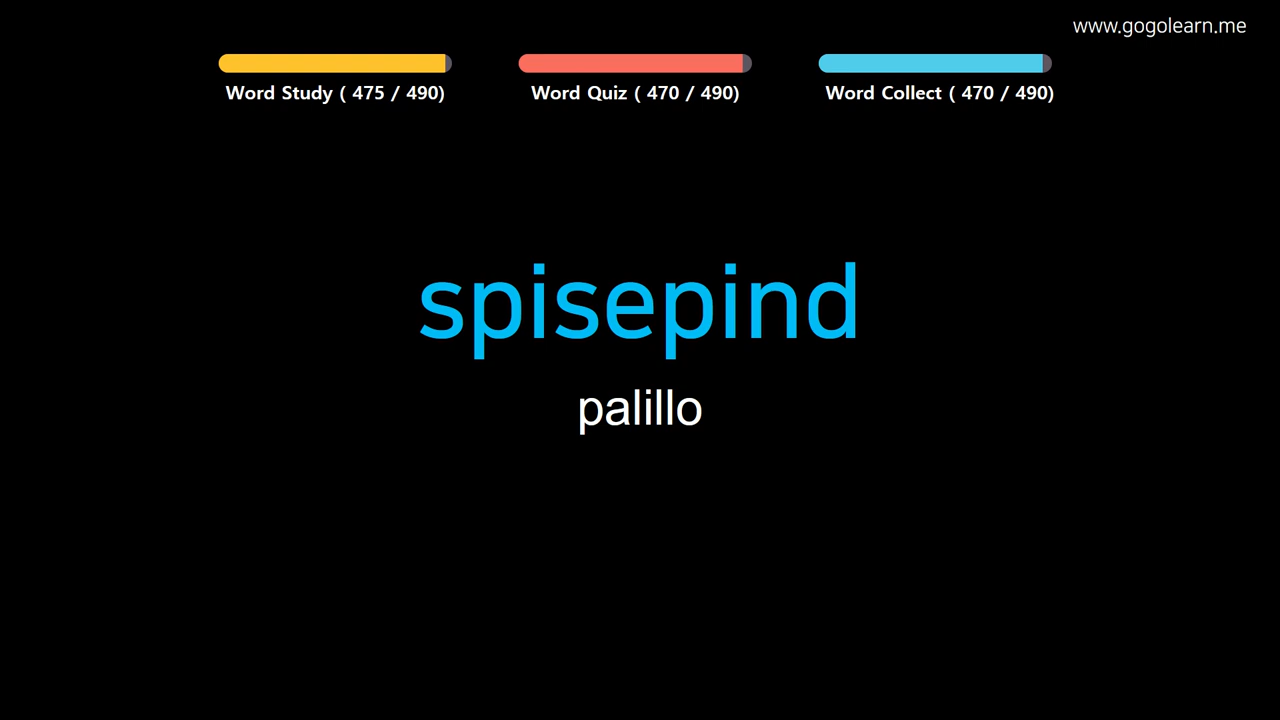 www.gogolearn.me
Word Study ( 475 / 490)
Word Quiz ( 470 / 490)
Word Collect ( 470 / 490)
spisepind
palillo